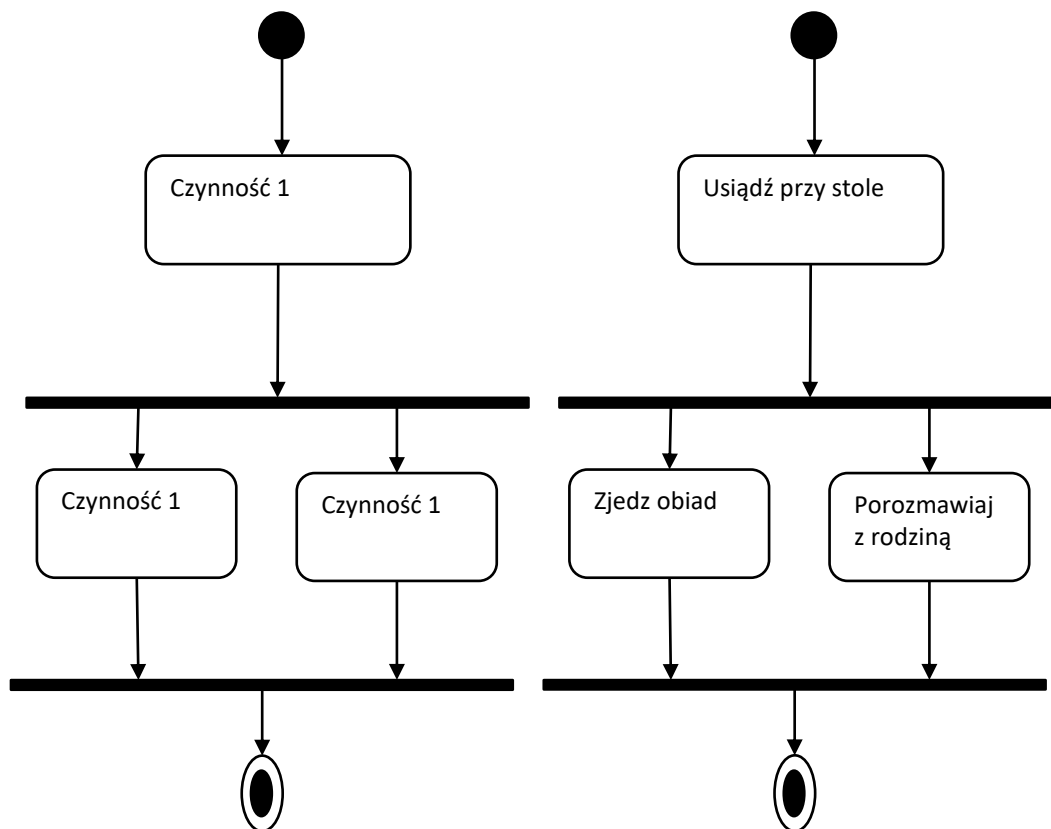 Czynność 1
Usiądź przy stole
Czynność 1
Czynność 1
Zjedz obiad
Porozmawiaj
z rodziną